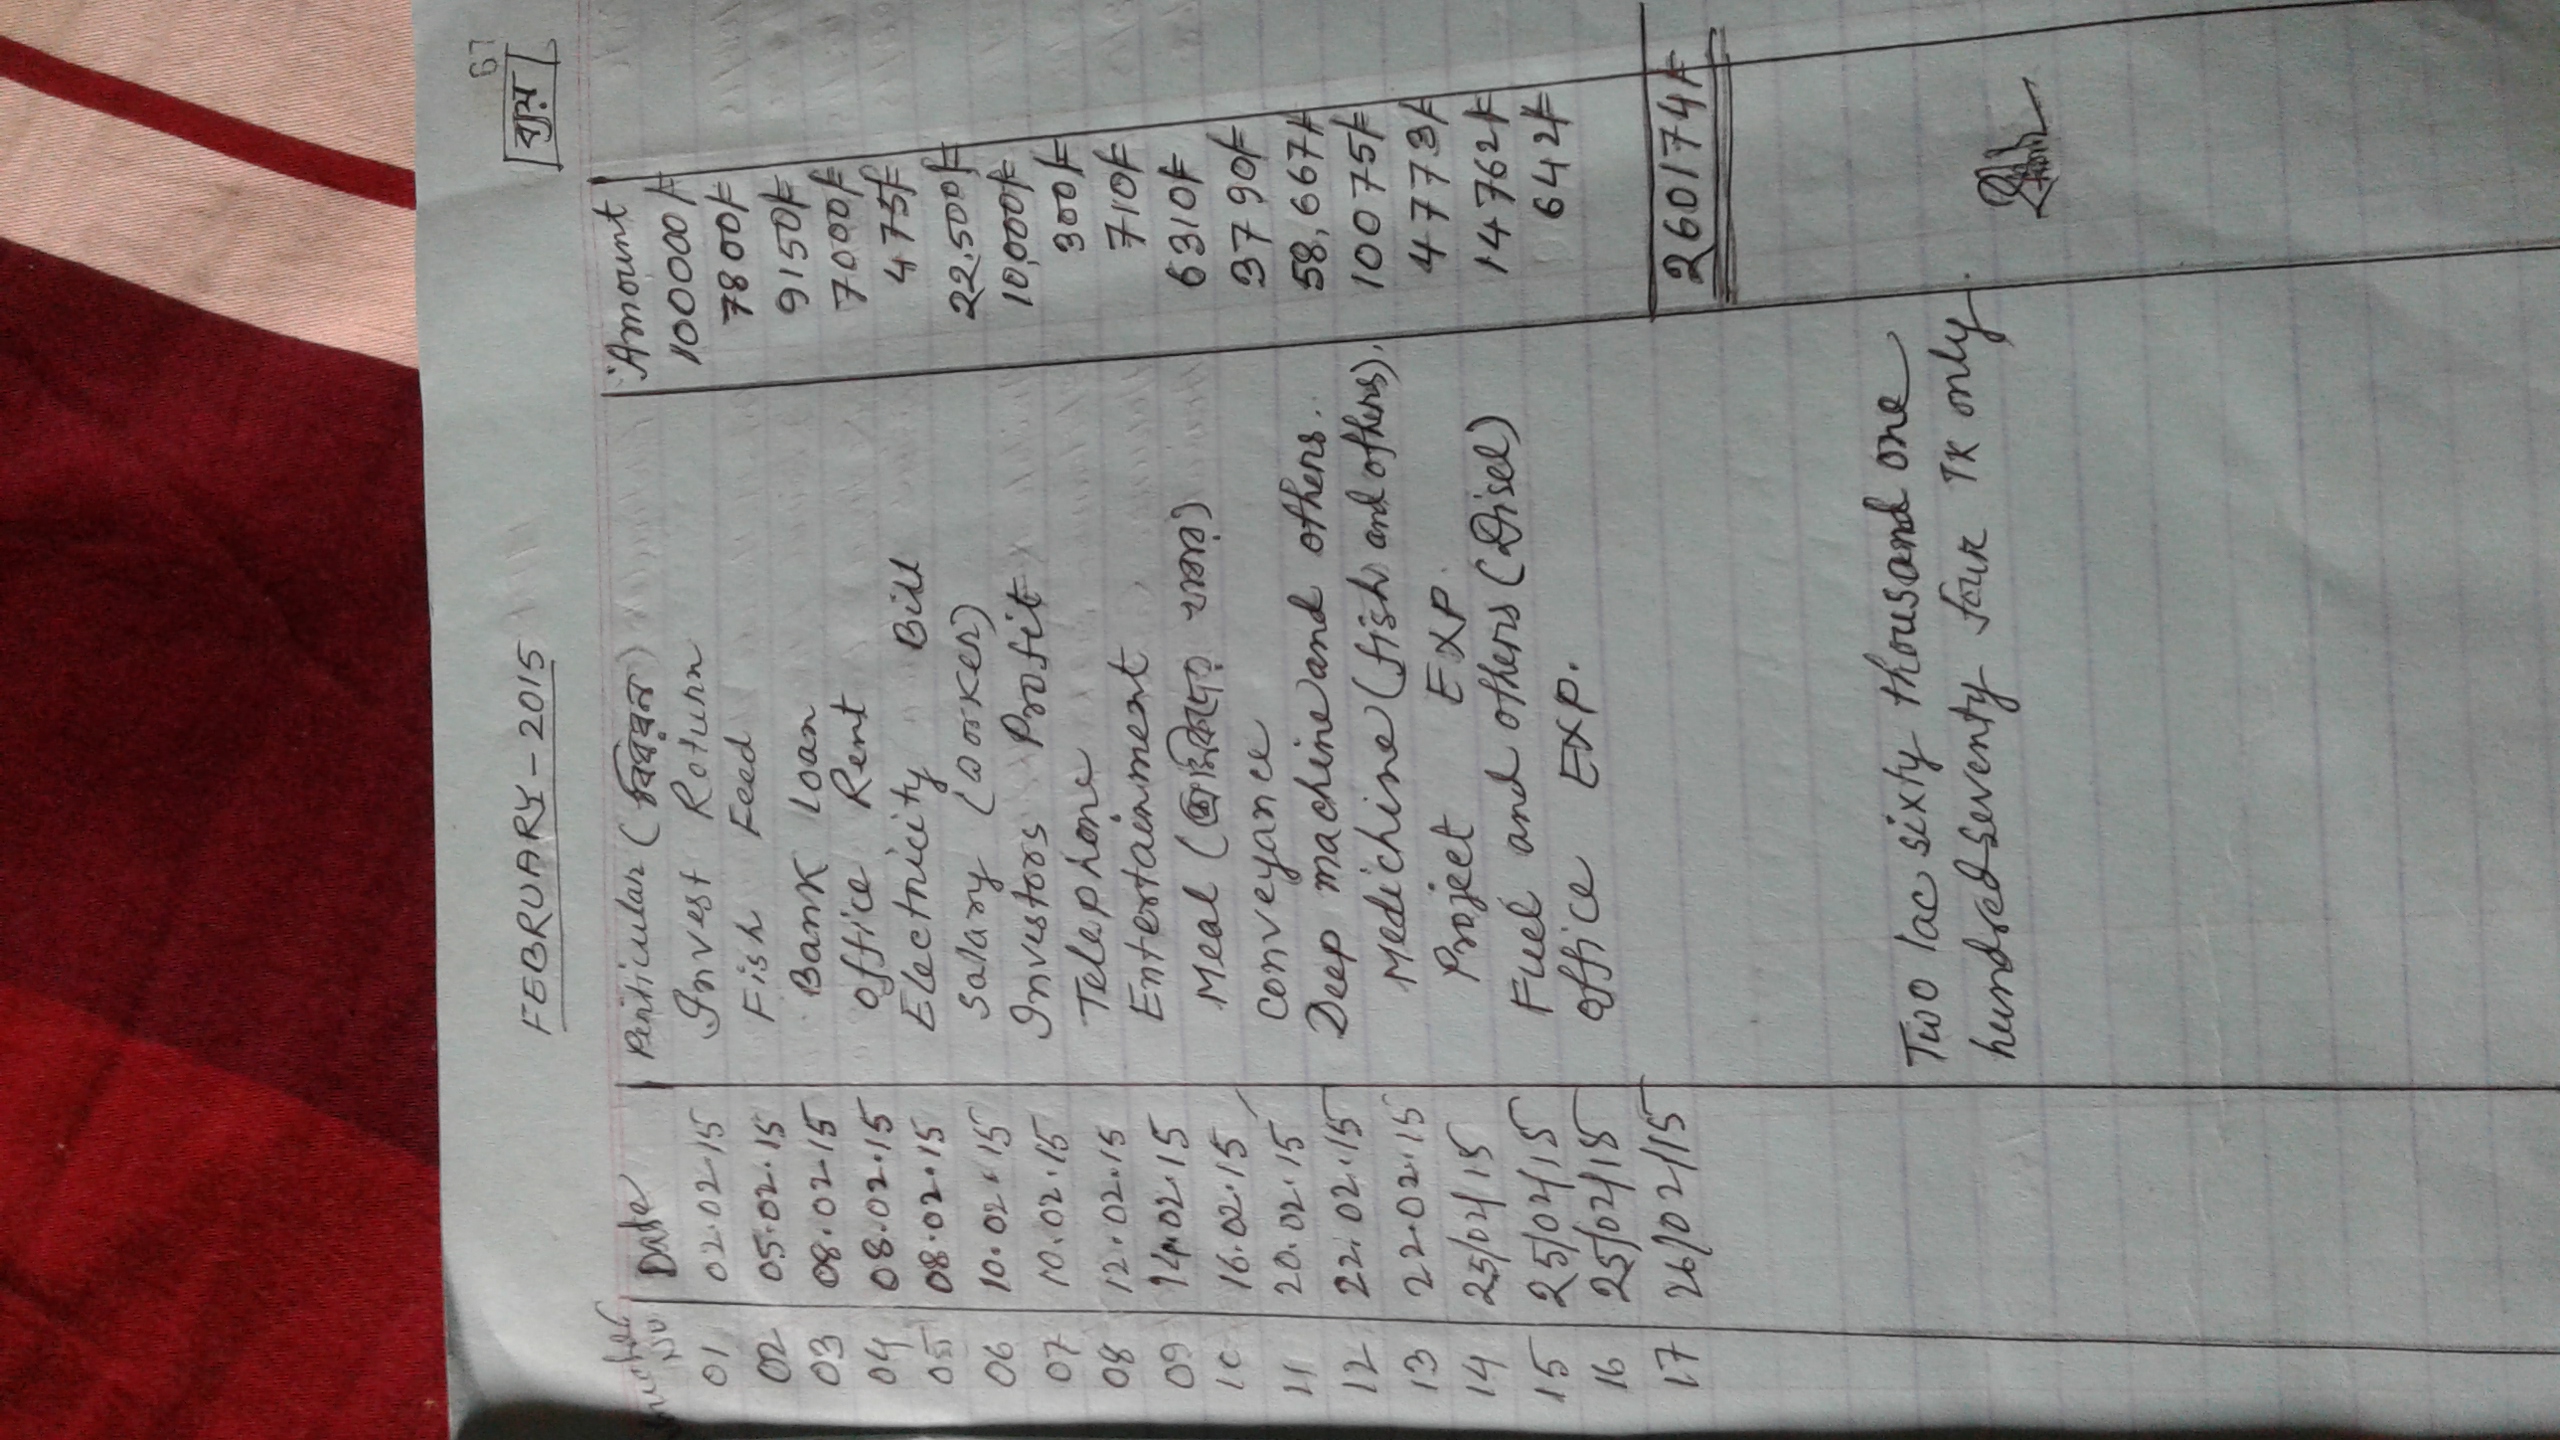 67
FEBRUARY - 2015 ব্যয়
No Date Perticular (বিবরন) Amount
01 02.02.15 Invest Return 100000/=
02 05.02.15 Fish Feed 7800/=
03 08.02.15 Bank loan 9150/=
04 08.02.15 office Rent 7000/=
05 08.02.15 Electricity Bill 475/=
06 10.02.15 Salary (Worker) 22,500/=
07 10.02.15 Investors Profit 10,000/=
08 12.02.15 Telephone 300/=
09 14.02.15 Entertainment 710/=
10 16.02.15 Meal (শ্রমিকদের খাবার) 6310/=
11 20.02.15 conveyance 3790/=
12 22.02.15 Deep machine and others. 58,667/=
13 22.02.15 Medichine (fish and others). 10075/=
14 25/02/15 Project EXP. 4773/=
15 25/02/15 Fuel and others (Disel) 14762/=
16 25/02/15 office EXP. 642/=
17 26/02/15 260174/=
Two lac sixty thousand one
hundred seventy four TK only.